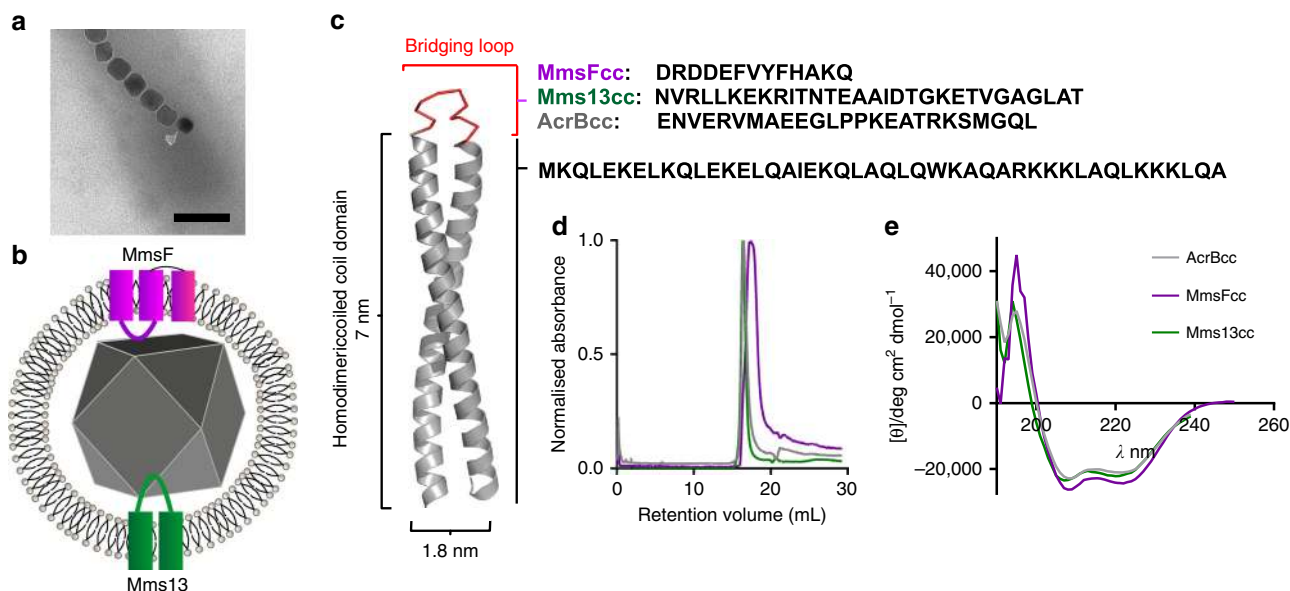 a
b
MmsF
Mms13
c
Bridging loop
MmsFcc: DRDDEFVYFHAKQ
Mms13cc: NVRLLKEKRITNTEAAIDTGKETVGAGLAT
AcrBcc: ENVERVMAEEGLPPKEATRKSMGQL
MKQLEKELKQLEKELQAIEKQLAQLQWKAQARKKKLAQLKKKLQA
Homodimericcoiled coil domain
7 nm
1.8 nm
d
Normalised absorbance
1.0
0.5
0.0
0 10 20 30
Retention volume (mL)
e
[θ]/deg cm² dmol⁻¹
40,000
20,000
0
–20,000
200 220 240 260
λ nm
AcrBcc
MmsFcc
Mms13cc